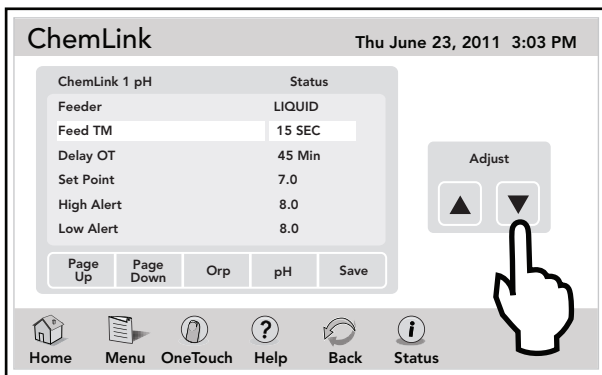 ChemLink
Thu June 23, 2011 3:03 PM
ChemLink 1 pH Status
Feeder LIQUID
Feed TM 15 SEC
Delay OT 45 Min
Set Point 7.0
High Alert 8.0
Low Alert 8.0
Adjust
Page Up
Page Down
Orp
pH
Save
?
i
Home
Menu
OneTouch
Help
Back
Status